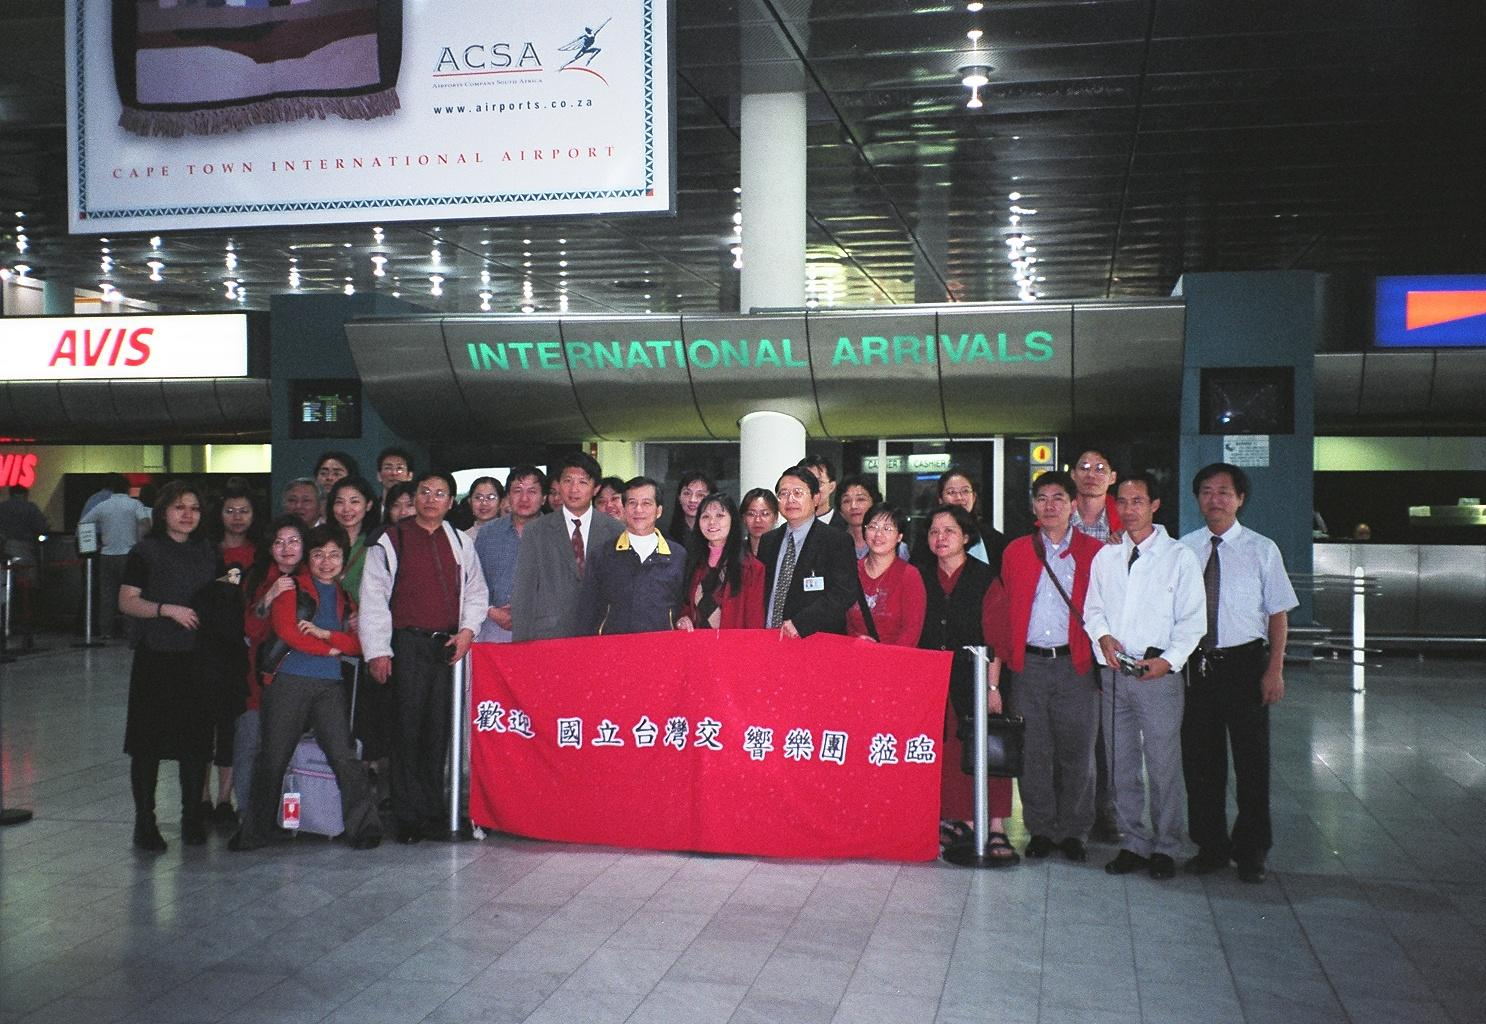 ACSA
AIRPORTS COMPANY SOUTH AFRICA
www.airports.co.za
CAPE TOWN INTERNATIONAL AIRPORT
AVIS
INTERNATIONAL ARRIVALS
VIS
CASHIER
歡迎 國立台灣交 響樂團 蒞臨